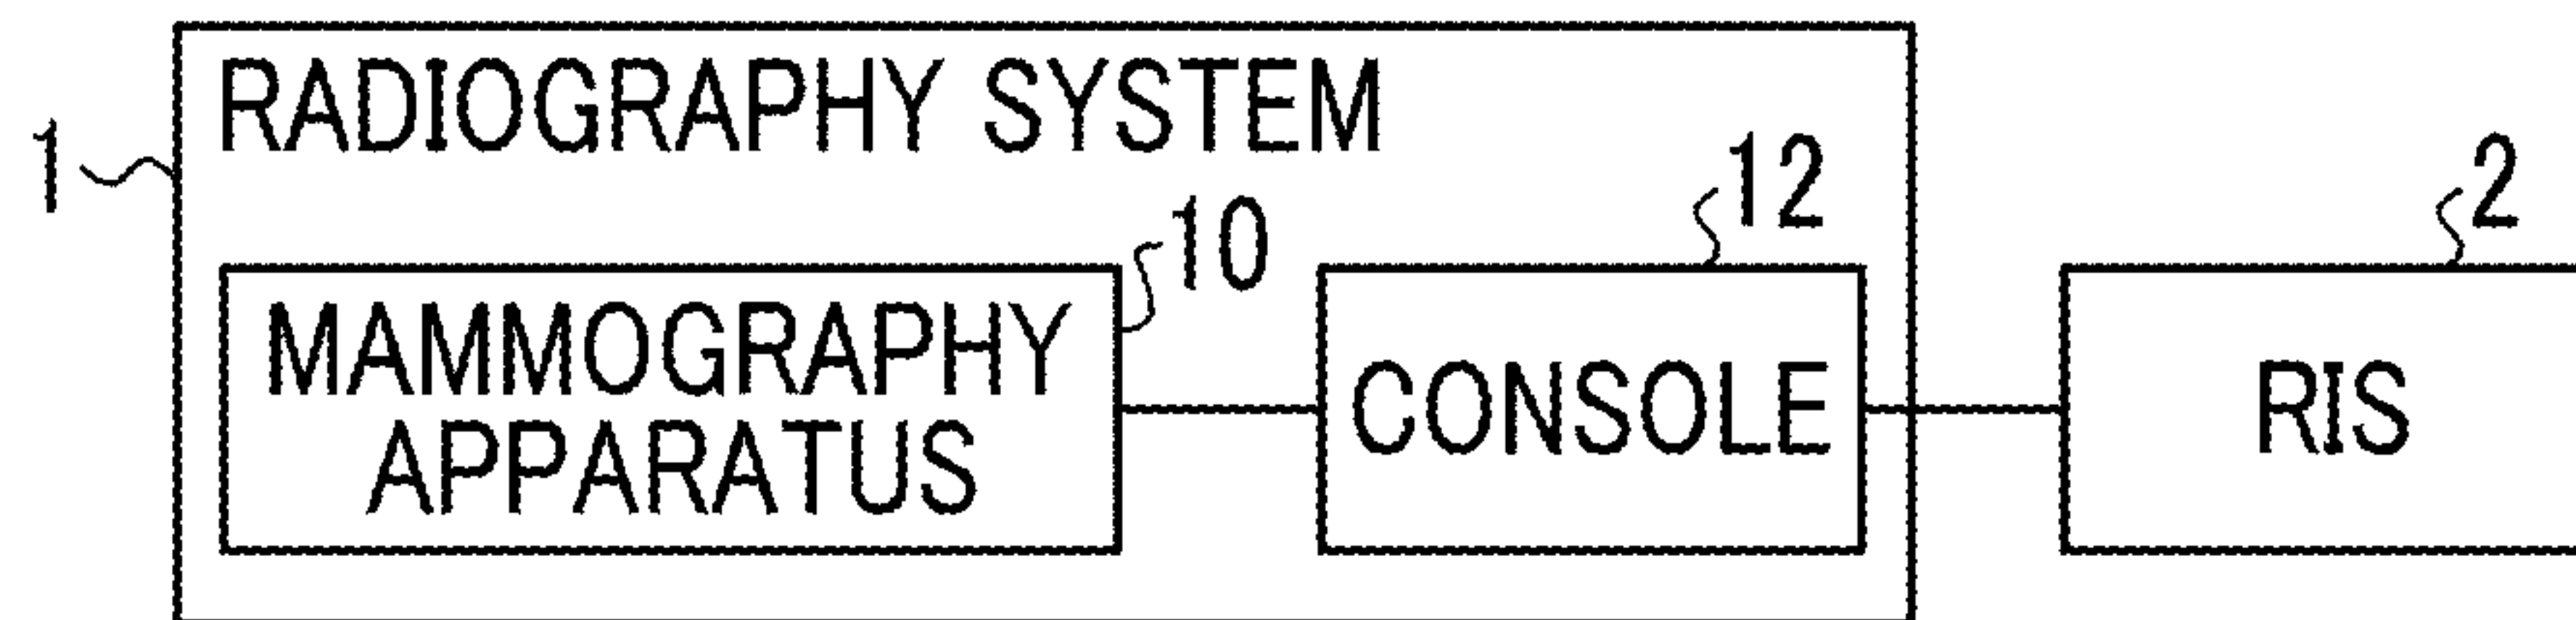 RADIOGRAPHY SYSTEM
1
12
2
10
MAMMOGRAPHY
APPARATUS
CONSOLE
RIS